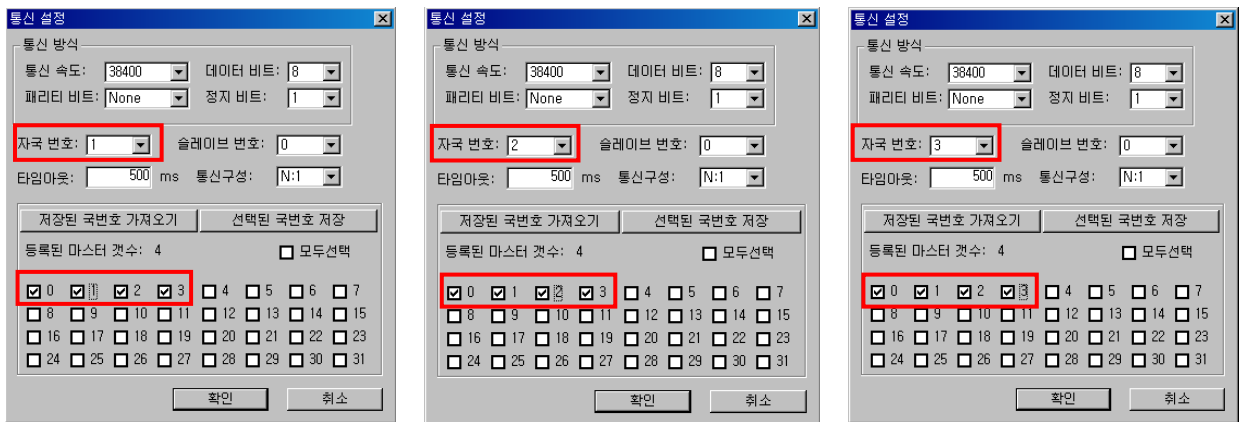 통신 설정
통신 방식
통신 속도: 38400 데이터 비트: 8
패리티 비트: None 정지 비트: 1
자국 번호: 1 슬레이브 번호: 0
타임아웃: 500 ms 통신구성: N:1
저장된 국번호 가져오기 선택된 국번호 저장
등록된 마스터 갯수: 4 모두선택
0 1 2 3 4 5 6 7
8 9 10 11 12 13 14 15
16 17 18 19 20 21 22 23
24 25 26 27 28 29 30 31
확인 취소
통신 설정
통신 방식
통신 속도: 38400 데이터 비트: 8
패리티 비트: None 정지 비트: 1
자국 번호: 2 슬레이브 번호: 0
타임아웃: 500 ms 통신구성: N:1
저장된 국번호 가져오기 선택된 국번호 저장
등록된 마스터 갯수: 4 모두선택
0 1 2 3 4 5 6 7
8 9 10 11 12 13 14 15
16 17 18 19 20 21 22 23
24 25 26 27 28 29 30 31
확인 취소
통신 설정
통신 방식
통신 속도: 38400 데이터 비트: 8
패리티 비트: None 정지 비트: 1
자국 번호: 3 슬레이브 번호: 0
타임아웃: 500 ms 통신구성: N:1
저장된 국번호 가져오기 선택된 국번호 저장
등록된 마스터 갯수: 4 모두선택
0 1 2 3 4 5 6 7
8 9 10 11 12 13 14 15
16 17 18 19 20 21 22 23
24 25 26 27 28 29 30 31
확인 취소